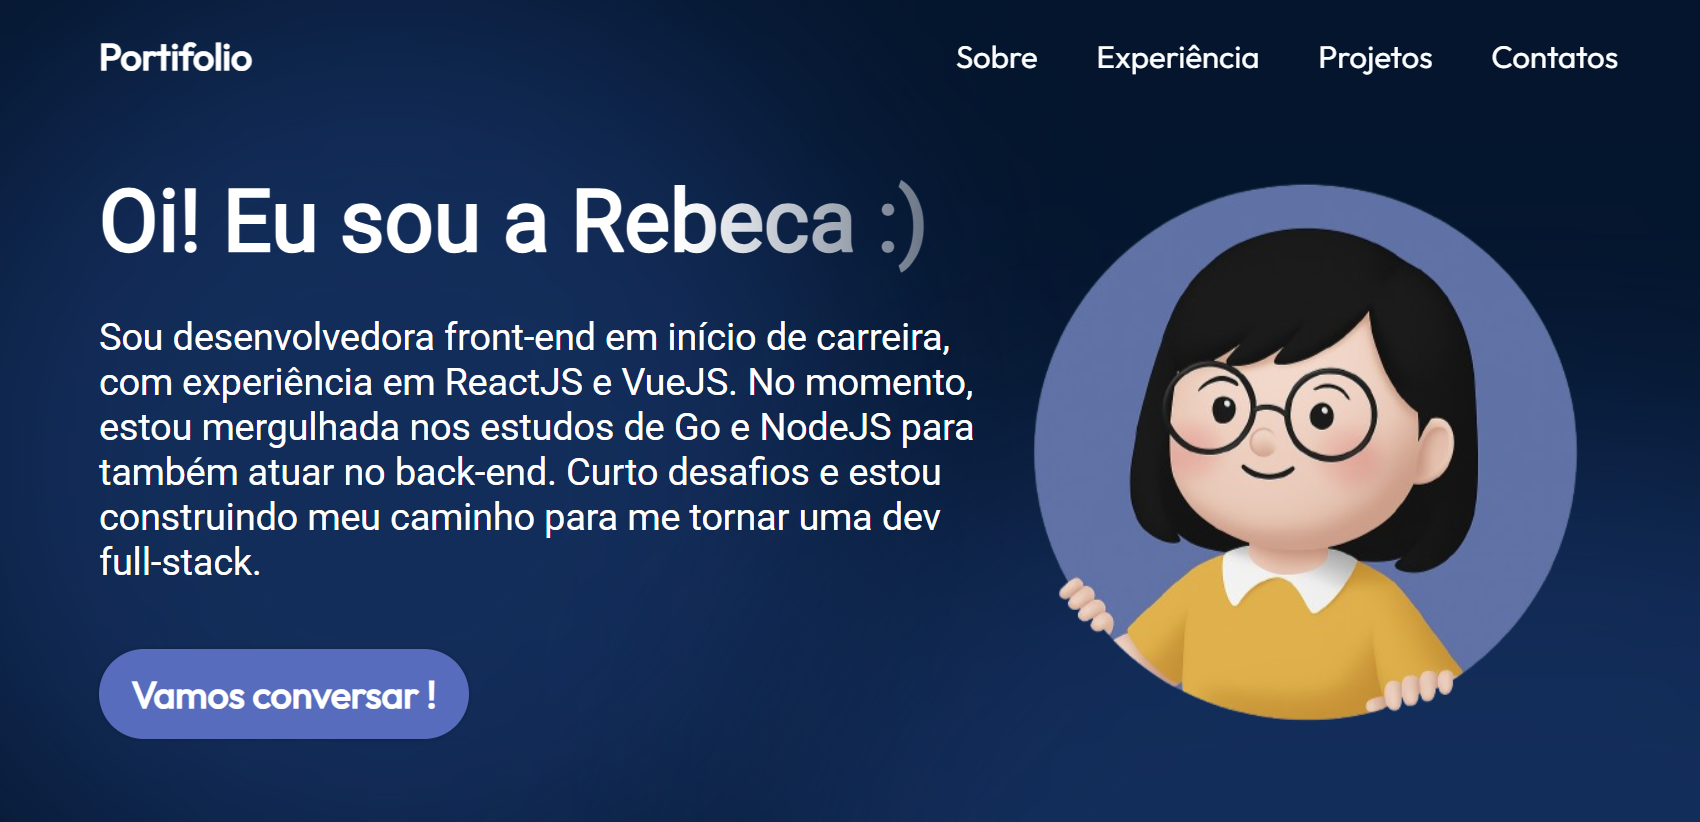 Portifolio
Sobre Experiência Projetos Contatos
Oi! Eu sou a Rebeca :)
Sou desenvolvedora front-end em início de carreira,
com experiência em ReactJS e VueJS. No momento,
estou mergulhada nos estudos de Go e NodeJS para
também atuar no back-end. Curto desafios e estou
construindo meu caminho para me tornar uma dev
full-stack.
Vamos conversar !